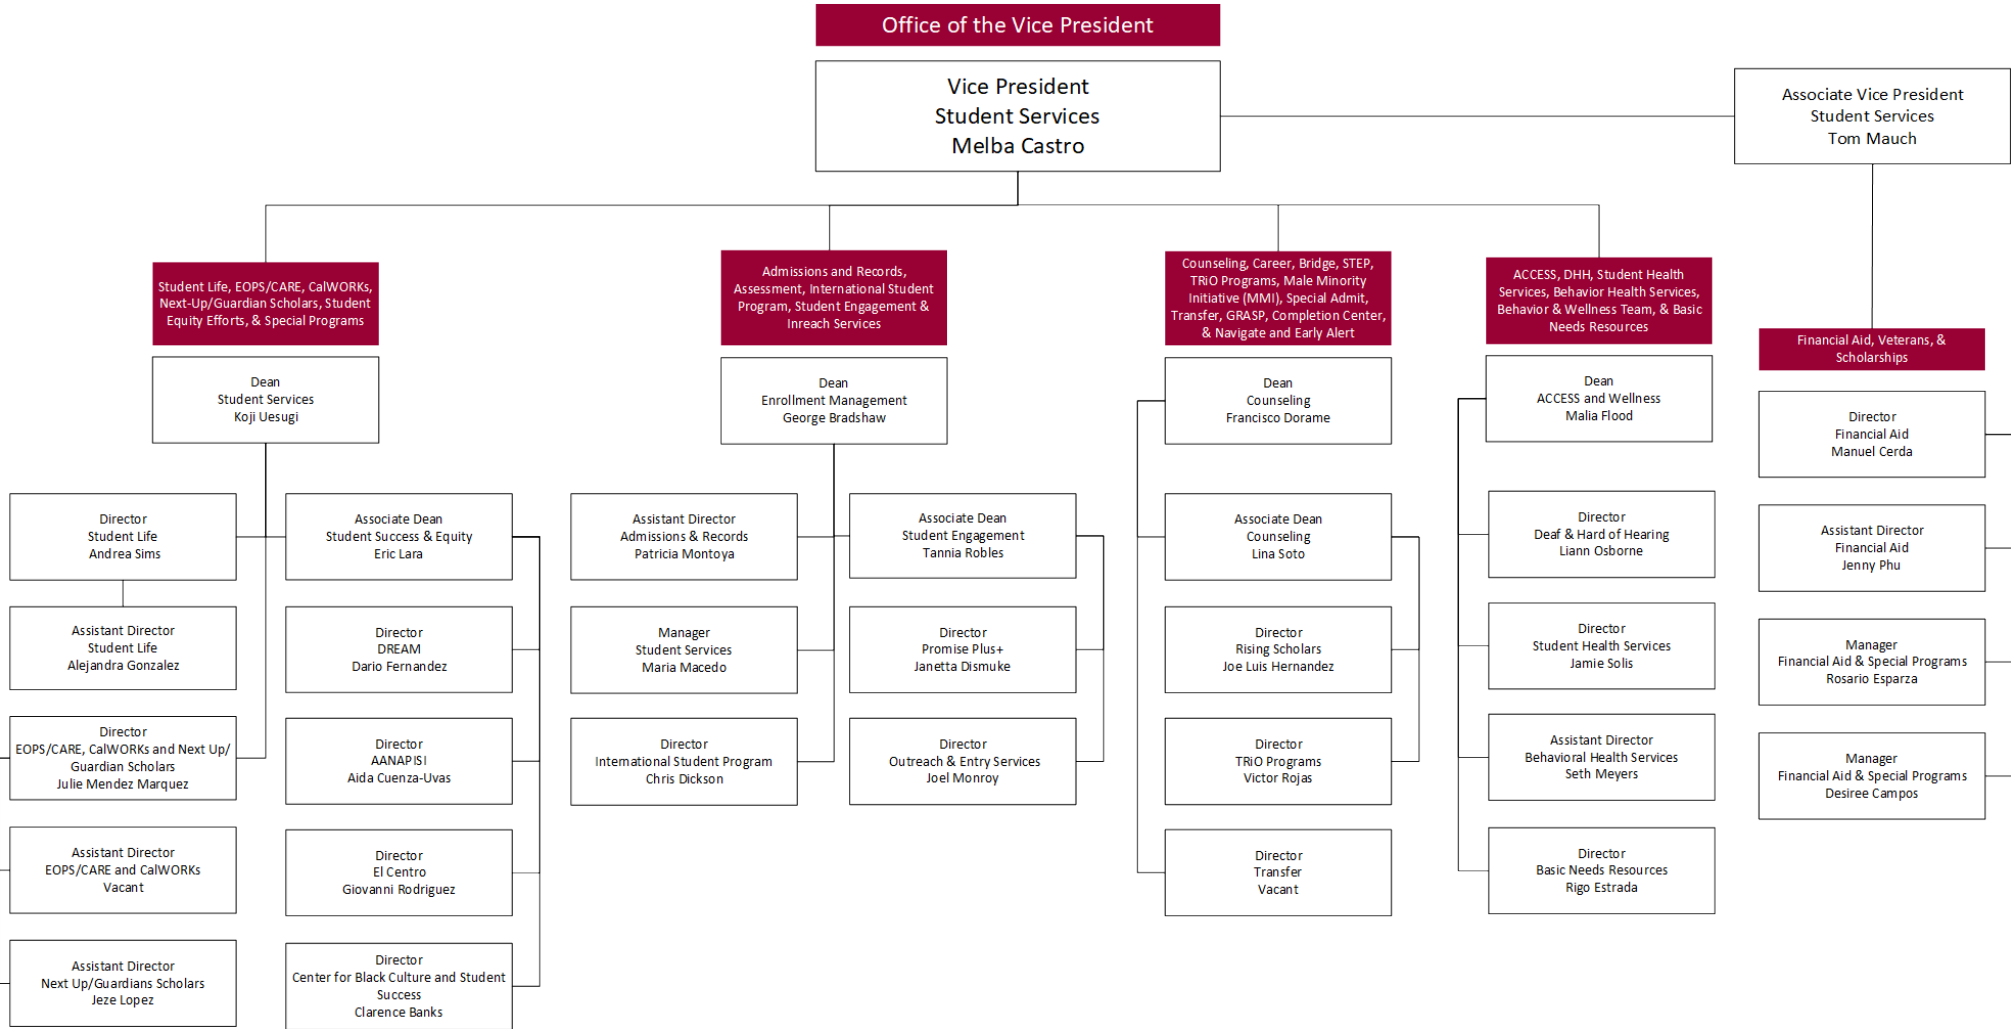 Office of the Vice President
Vice President
Student Services
Melba Castro
Associate Vice President
Student Services
Tom Mauch
Student Life, EOPS/CARE, CalWORKs,
Next-Up/Guardian Scholars, Student
Equity Efforts, & Special Programs
Dean
Student Services
Koji Uesugi
Director
Student Life
Andrea Sims
Assistant Director
Student Life
Alejandra Gonzalez
Director
EOPS/CARE, CalWORKs and Next Up/
Guardian Scholars
Julie Mendez Marquez
Assistant Director
EOPS/CARE and CalWORKs
Vacant
Assistant Director
Next Up/Guardians Scholars
Jeze Lopez
Associate Dean
Student Success & Equity
Eric Lara
Director
DREAM
Dario Fernandez
Director
AANAPISI
Aida Cuenza-Uvas
Director
El Centro
Giovanni Rodriguez
Director
Center for Black Culture and Student
Success
Clarence Banks
Admissions and Records,
Assessment, International Student
Program, Student Engagement &
Inreach Services
Dean
Enrollment Management
George Bradshaw
Assistant Director
Admissions & Records
Patricia Montoya
Manager
Student Services
Maria Macedo
Director
International Student Program
Chris Dickson
Associate Dean
Student Engagement
Tannia Robles
Director
Promise Plus+
Janetta Dismuke
Director
Outreach & Entry Services
Joel Monroy
Counseling, Career, Bridge, STEP,
TRiO Programs, Male Minority
Initiative (MMI), Special Admit,
Transfer, GRASP, Completion Center,
& Navigate and Early Alert
Dean
Counseling
Francisco Dorame
Associate Dean
Counseling
Lina Soto
Director
Rising Scholars
Joe Luis Hernandez
Director
TRiO Programs
Victor Rojas
Director
Transfer
Vacant
ACCESS, DHH, Student Health
Services, Behavior Health Services,
Behavior & Wellness Team, & Basic
Needs Resources
Dean
ACCESS and Wellness
Malia Flood
Director
Deaf & Hard of Hearing
Liann Osborne
Director
Student Health Services
Jamie Solis
Assistant Director
Behavioral Health Services
Seth Meyers
Director
Basic Needs Resources
Rigo Estrada
Financial Aid, Veterans, &
Scholarships
Director
Financial Aid
Manuel Cerda
Assistant Director
Financial Aid
Jenny Phu
Manager
Financial Aid & Special Programs
Rosario Esparza
Manager
Financial Aid & Special Programs
Desiree Campos